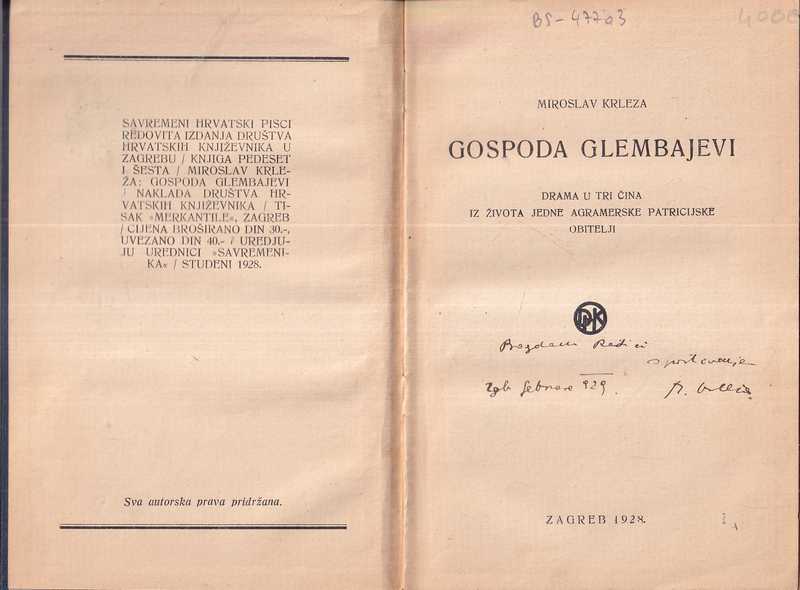 SAVREMENI HRVATSKI PISCI
REDOVITA IZDANJA DRUŠTVA
HRVATSKIH KNJIŽEVNIKA U
ZAGREBU / KNJIGA PEDESET
I ŠESTA / MIROSLAV KRLE-
ŽA: GOSPODA GLEMBAJEVI
/ NAKLADA DRUŠTVA HR-
VATSKIH KNJIŽEVNIKA / TI-
SAK »MERKANTILE«, ZAGREB
/ CIJENA BROŠIRANO DIN 30.-,
UVEZANO DIN 40.- / UREDJU-
JU UREDNICI »SAVREMENI-
KA« / STUDENI 1928.
Sva autorska prava pridržana.
BS-47703
MIROSLAV KRLEZA
GOSPODA GLEMBAJEVI
DRAMA U TRI ČINA
IZ ŽIVOTA JEDNE AGRAMERSKE PATRICIJSKE
OBITELJI
DHK
s poštovanjem
Zgb februar 929.
ZAGREB 1928.